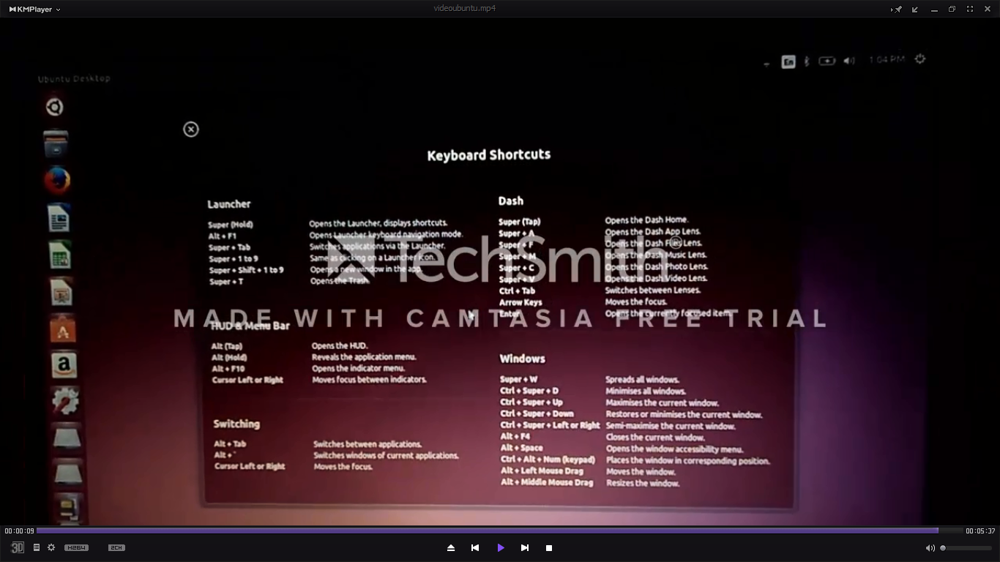 KMPlayer
videoubuntu.mp4
Ubuntu Desktop
En
1:04 PM
Keyboard Shortcuts
Launcher
Super (Hold) Opens the Launcher, displays shortcuts.
Alt + F1 Opens Launcher keyboard navigation mode.
Super + Tab Switches applications via the Launcher.
Super + 1 to 9 Same as clicking on a Launcher icon.
Super + Shift + 1 to 9 Opens a new window in the app.
Super + T Opens the Trash.
Dash
Super (Tap) Opens the Dash Home.
Super + A Opens the Dash App Lens.
Super + F Opens the Dash Files Lens.
Super + M Opens the Dash Music Lens.
Super + C Opens the Dash Photo Lens.
Super + V Opens the Dash Video Lens.
Ctrl + Tab Switches between Lenses.
Arrow Keys Moves the focus.
Enter Opens the currently focused item.
TechSmith®
MADE WITH CAMTASIA FREE TRIAL
HUD & Menu Bar
Alt (Tap) Opens the HUD.
Alt (Hold) Reveals the application menu.
Alt + F10 Opens the indicator menu.
Cursor Left or Right Moves focus between indicators.
Switching
Alt + Tab Switches between applications.
Alt + ` Switches windows of current applications.
Cursor Left or Right Moves the focus.
Windows
Super + W Spreads all windows.
Ctrl + Super + D Minimises all windows.
Ctrl + Super + Up Maximises the current window.
Ctrl + Super + Down Restores or minimises the current window.
Ctrl + Super + Left or Right Semi-maximise the current window.
Alt + F4 Closes the current window.
Alt + Space Opens the window accessibility menu.
Ctrl + Alt + Num (keypad) Places the window in corresponding position.
Alt + Left Mouse Drag Moves the window.
Alt + Middle Mouse Drag Resizes the window.
00:00:09
00:05:37
3D
H264
2CH